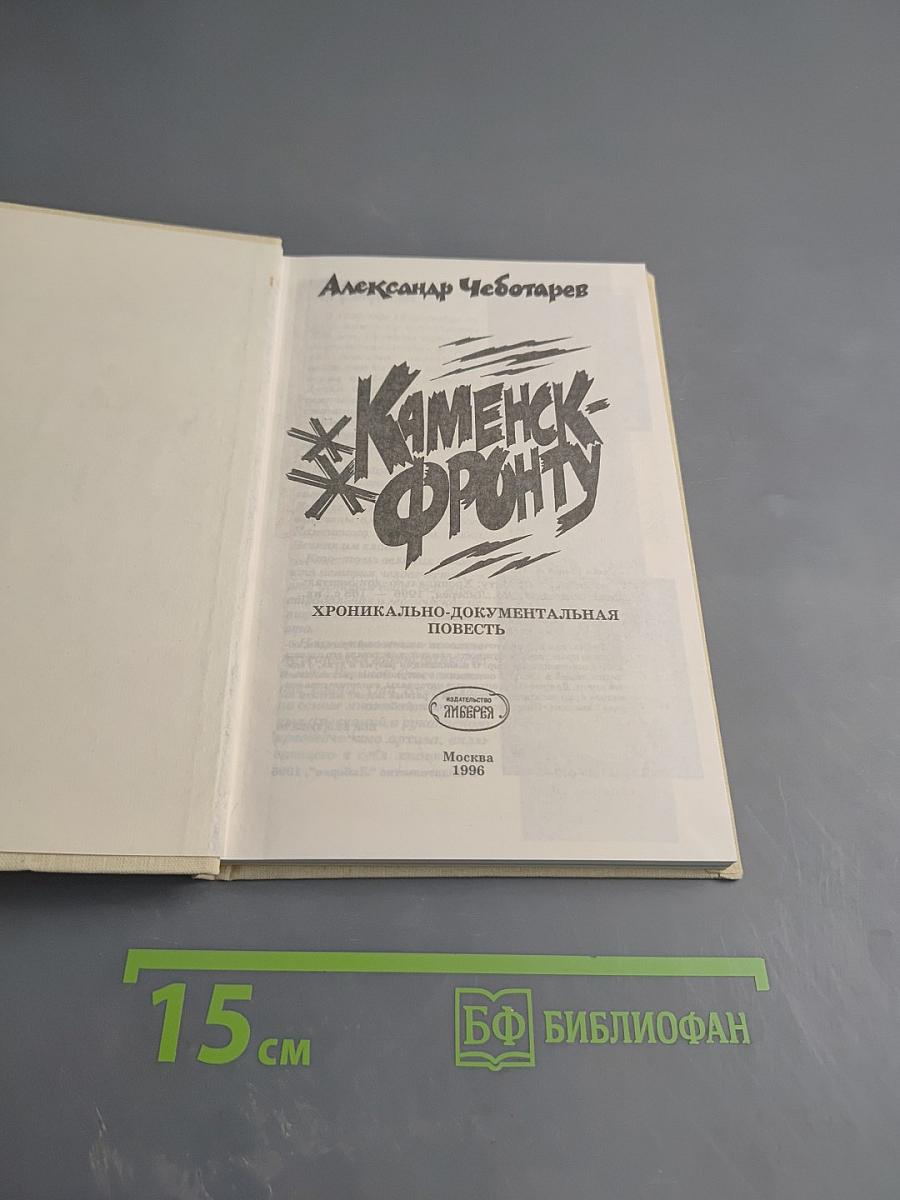 Александр Чеботарев
Каменск-
фронту
ХРОНИКАЛЬНО-ДОКУМЕНТАЛЬНАЯ
ПОВЕСТЬ
ИЗДАТЕЛЬСТВО
ЛИБЕРЕЯ
Москва
1996
15 см
БФ БИБЛИОФАН